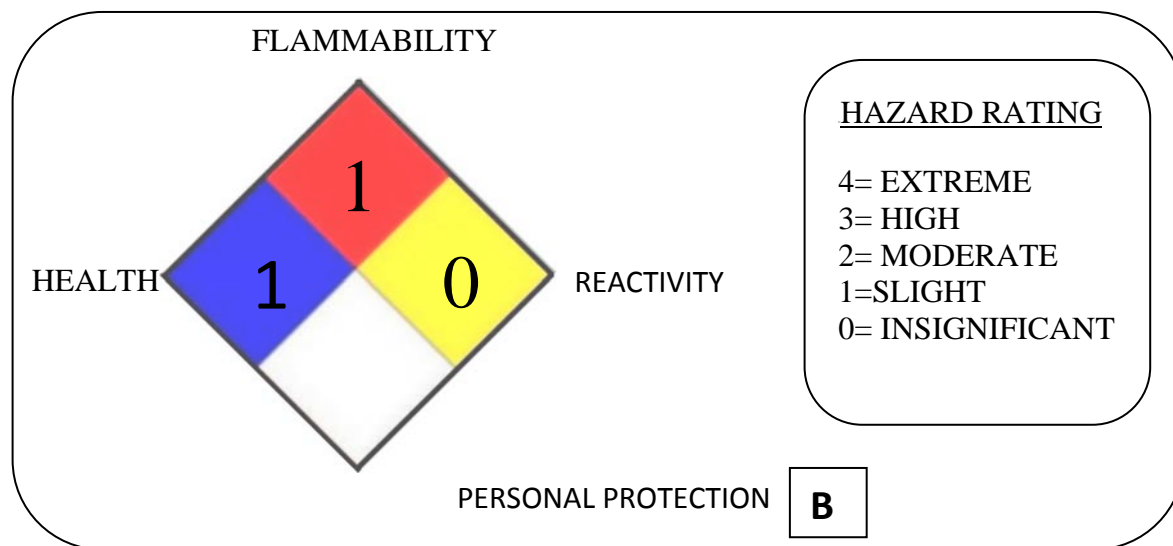 FLAMMABILITY
1
HEALTH
1
0
REACTIVITY
HAZARD RATING
4= EXTREME
3= HIGH
2= MODERATE
1=SLIGHT
0= INSIGNIFICANT
PERSONAL PROTECTION B